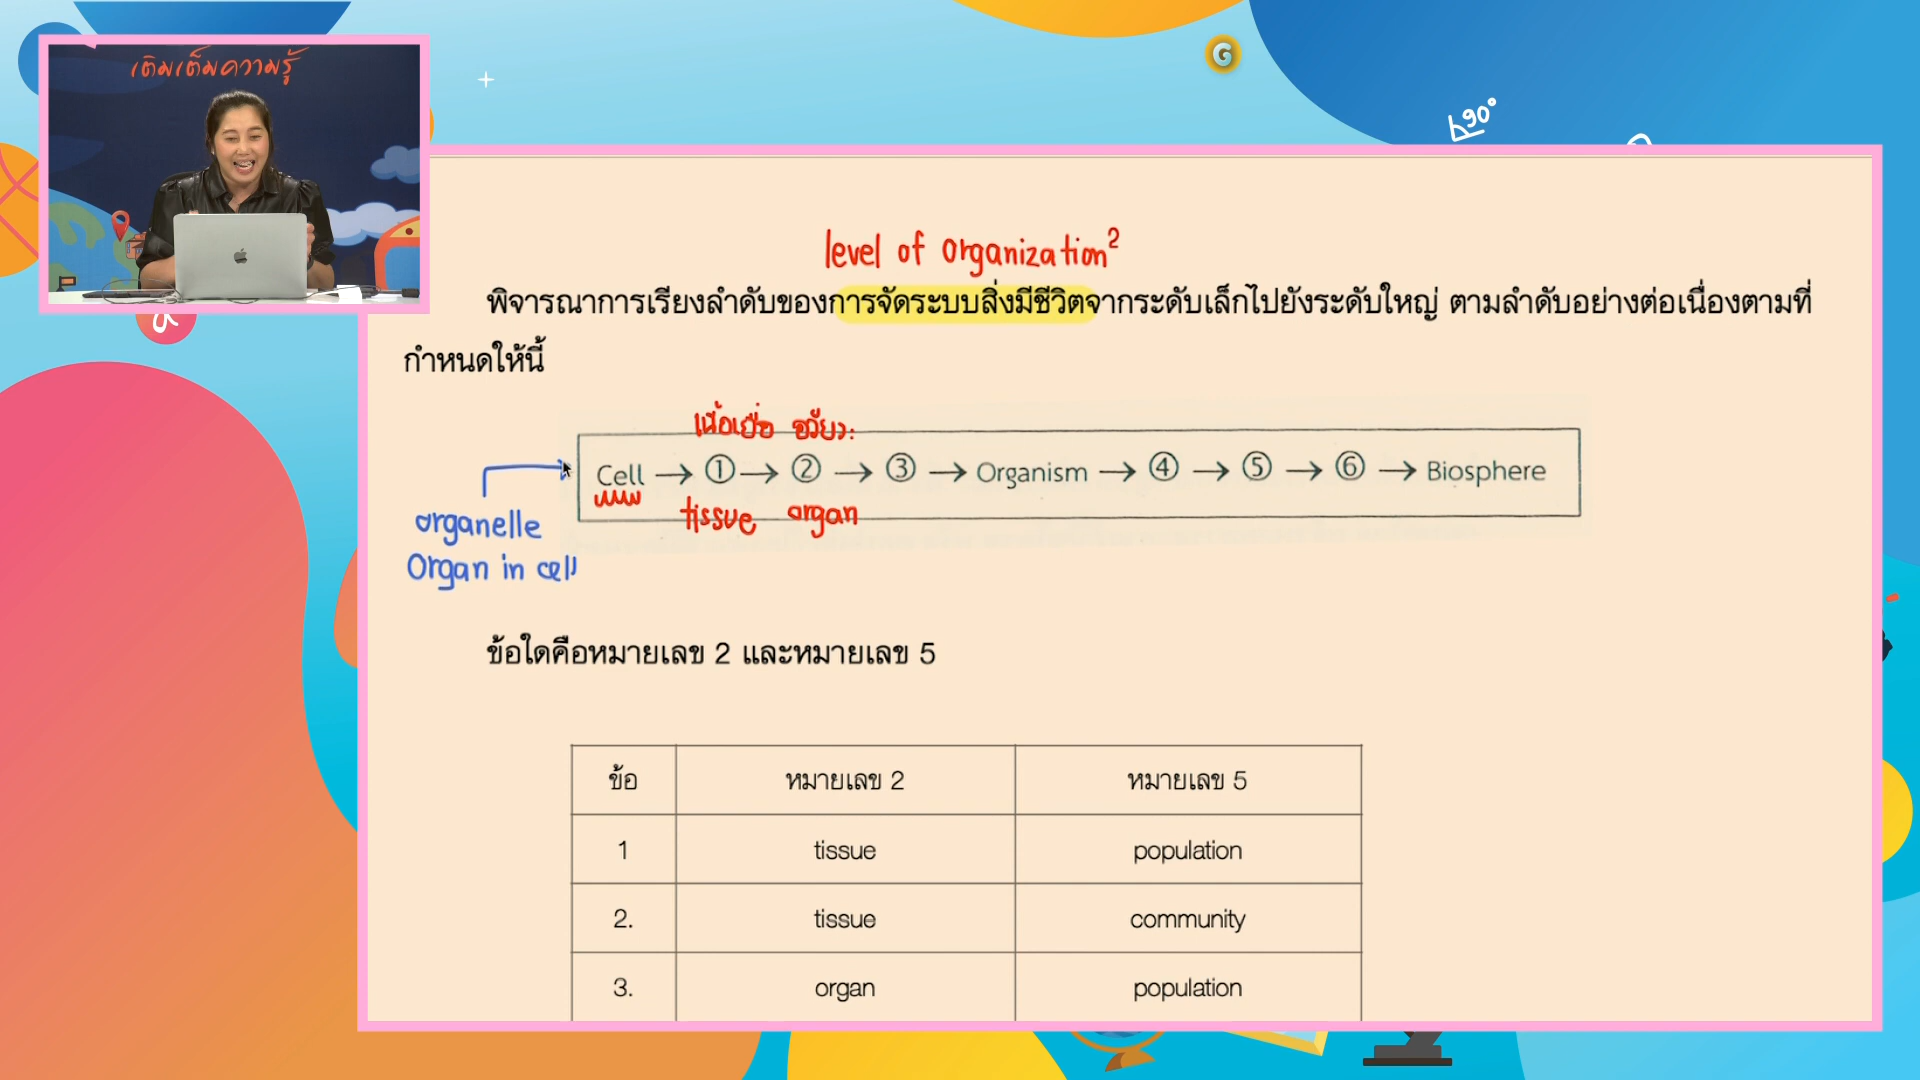 เติมเต็มความรู้
G
90°
level of organization²
พิจารณาการเรียงลำดับของการจัดระบบสิ่งมีชีวิตจากระดับเล็กไปยังระดับใหญ่ ตามลำดับอย่างต่อเนื่องตามที่
กำหนดให้นี้
เนื้อเยื่อ อวัยวะ
Cell → ① → ② → ③ → Organism → ④ → ⑤ → ⑥ → Biosphere
tissue organ
organelle
Organ in cell
ข้อใดคือหมายเลข 2 และหมายเลข 5
ข้อ หมายเลข 2 หมายเลข 5
1 tissue population
2. tissue community
3. organ population